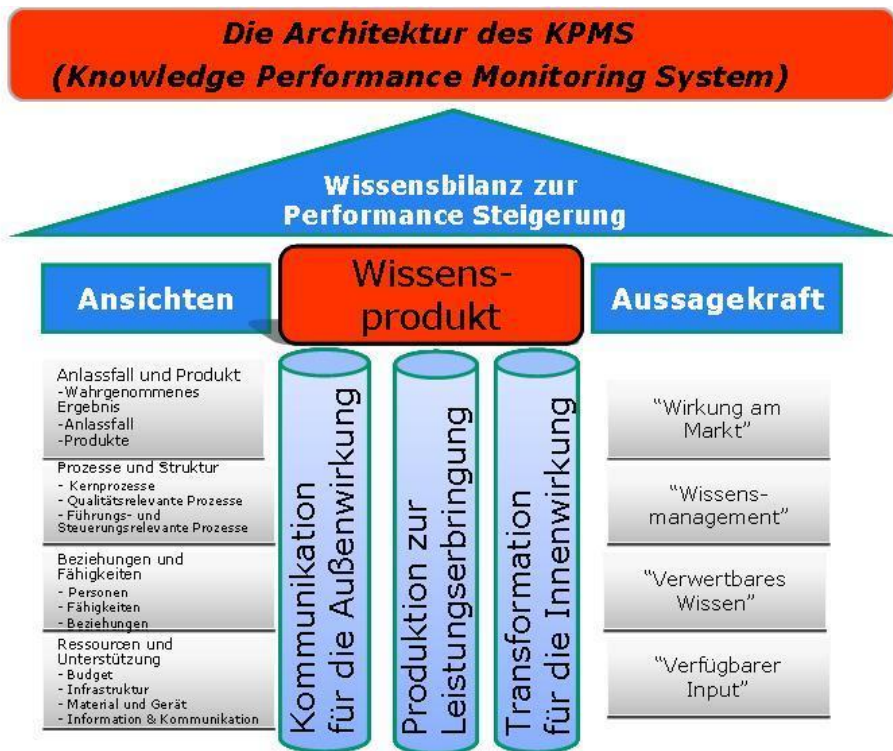 Die Architektur des KPMS
(Knowledge Performance Monitoring System)
Wissensbilanz zur
Performance Steigerung
Ansichten
Wissens-
produkt
Aussagekraft
Anlassfall und Produkt
-Wahrgenommenes
Ergebnis
-Anlassfall
-Produkte
Prozesse und Struktur
- Kernprozesse
- Qualitätsrelevante Prozesse
- Führungs- und
Steuerungsrelevante Prozesse
Beziehungen und
Fähigkeiten
- Personen
- Fähigkeiten
- Beziehungen
Ressourcen und
Unterstützung
- Budget
- Infrastruktur
- Material und Gerät
- Information & Kommunikation
Kommunikation
für die Außenwirkung
Produktion zur
Leistungserbringung
Transformation
für die Innenwirkung
"Wirkung am
Markt"
"Wissens-
management"
"Verwertbares
Wissen"
"Verfügbarer
Input"